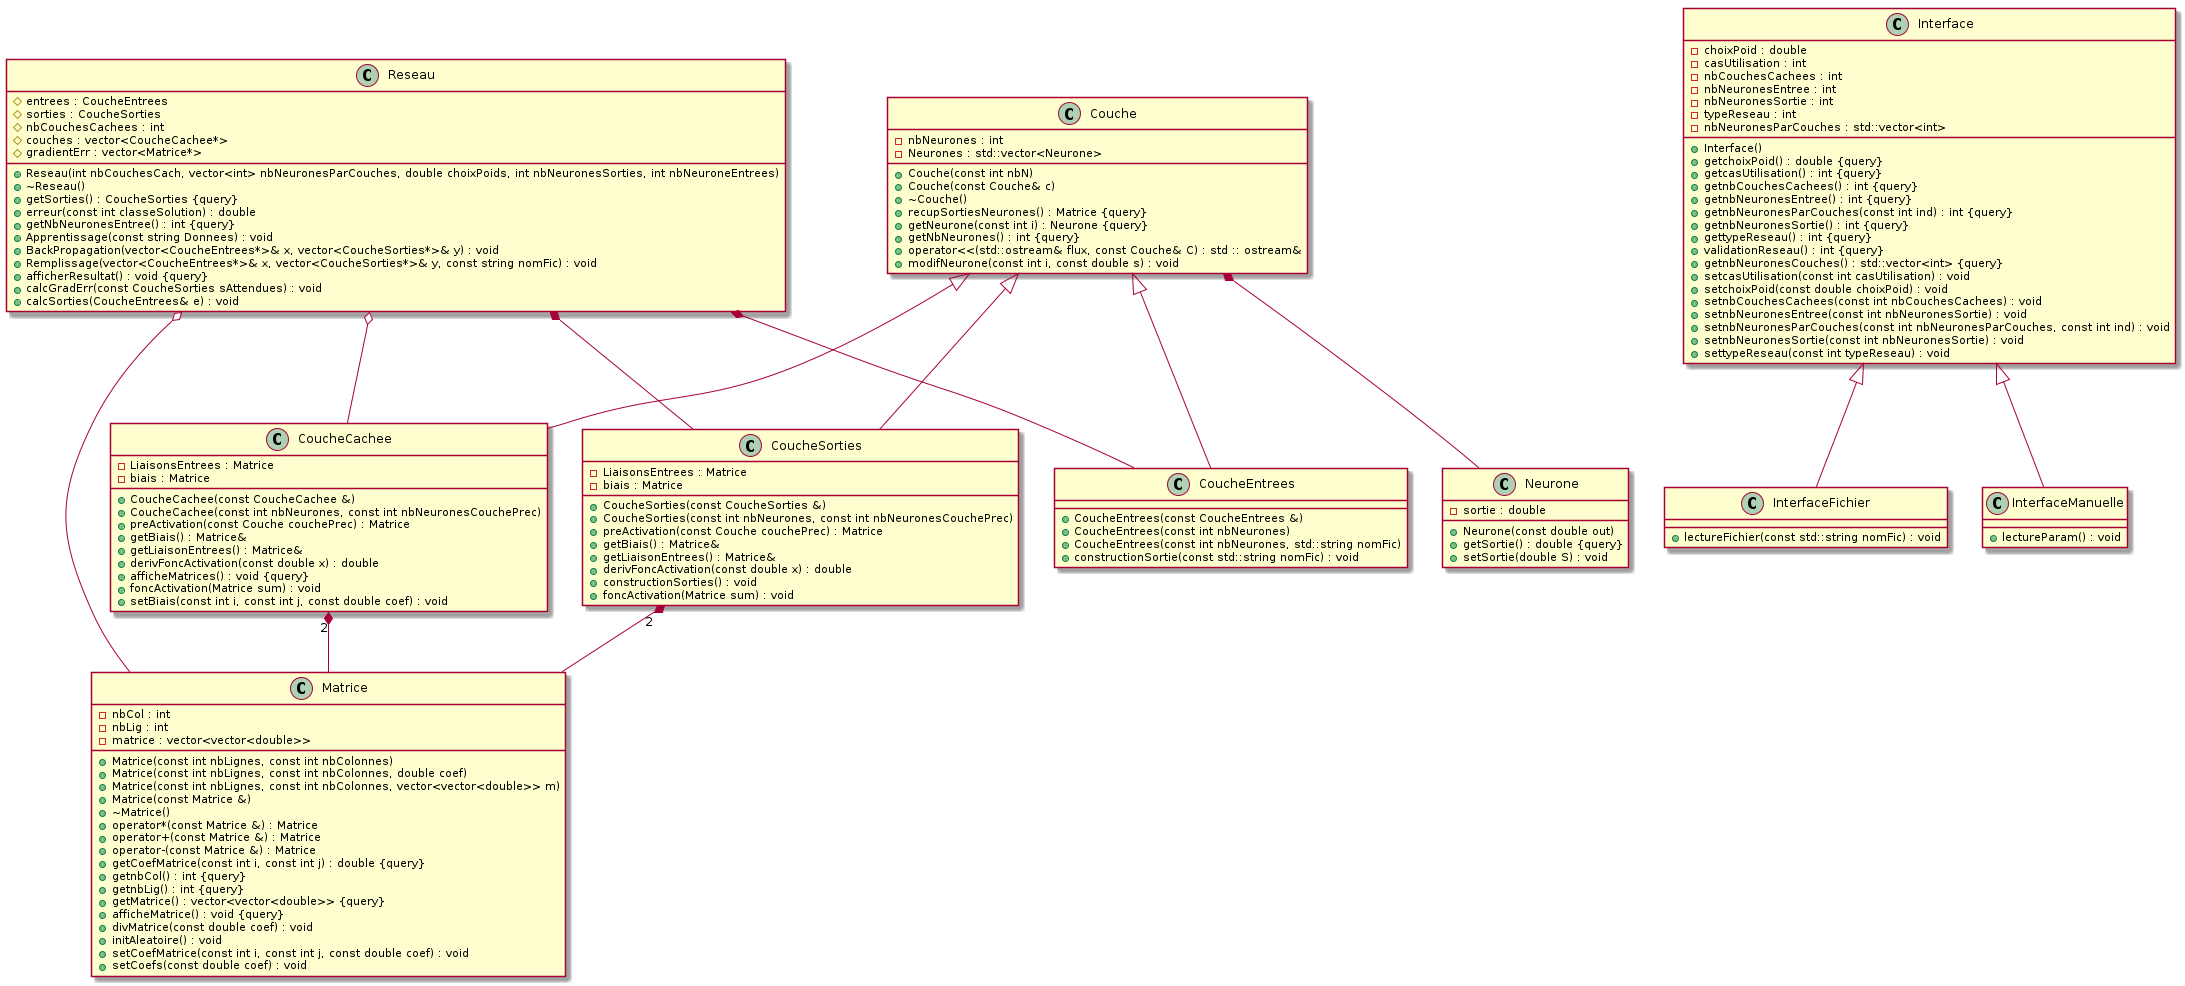 C Reseau
entrees : CoucheEntrees
sorties : CoucheSorties
nbCouchesCachees : int
couches : vector<CoucheCachee*>
gradientErr : vector<Matrice*>
Reseau(int nbCouchesCach, vector<int> nbNeuronesParCouches, double choixPoids, int nbNeuronesSorties, int nbNeuroneEntrees)
~Reseau()
getSorties() : CoucheSorties {query}
erreur(const int classeSolution) : double
getNbNeuronesEntree() : int {query}
Apprentissage(const string Donnees) : void
BackPropagation(vector<CoucheEntrees*>& x, vector<CoucheSorties*>& y) : void
Remplissage(vector<CoucheEntrees*>& x, vector<CoucheSorties*>& y, const string nomFic) : void
afficherResultat() : void {query}
calcGradErr(const CoucheSorties sAttendues) : void
calcSorties(CoucheEntrees& e) : void
C Couche
nbNeurones : int
Neurones : std::vector<Neurone>
Couche(const int nbN)
Couche(const Couche& c)
~Couche()
recupSortiesNeurones() : Matrice {query}
getNeurone(const int i) : Neurone {query}
getNbNeurones() : int {query}
operator<<(std::ostream& flux, const Couche& C) : std :: ostream&
modifNeurone(const int i, const double s) : void
C Interface
choixPoid : double
casUtilisation : int
nbCouchesCachees : int
nbNeuronesEntree : int
nbNeuronesSortie : int
typeReseau : int
nbNeuronesParCouches : std::vector<int>
Interface()
getchoixPoid() : double {query}
getcasUtilisation() : int {query}
getnbCouchesCachees() : int {query}
getnbNeuronesEntree() : int {query}
getnbNeuronesParCouches(const int ind) : int {query}
getnbNeuronesSortie() : int {query}
gettypeReseau() : int {query}
validationReseau() : int {query}
getnbNeuronesCouches() : std::vector<int> {query}
setcasUtilisation(const int casUtilisation) : void
setchoixPoid(const double choixPoid) : void
setnbCouchesCachees(const int nbCouchesCachees) : void
setnbNeuronesEntree(const int nbNeuronesSortie) : void
setnbNeuronesParCouches(const int nbNeuronesParCouches, const int ind) : void
setnbNeuronesSortie(const int nbNeuronesSortie) : void
settypeReseau(const int typeReseau) : void
C CoucheCachee
LiaisonsEntrees : Matrice
biais : Matrice
CoucheCachee(const CoucheCachee &)
CoucheCachee(const int nbNeurones, const int nbNeuronesCouchePrec)
preActivation(const Couche couchePrec) : Matrice
getBiais() : Matrice&
getLiaisonEntrees() : Matrice&
derivFoncActivation(const double x) : double
afficheMatrices() : void {query}
foncActivation(Matrice sum) : void
setBiais(const int i, const int j, const double coef) : void
2
C CoucheSorties
LiaisonsEntrees : Matrice
biais : Matrice
CoucheSorties(const CoucheSorties &)
CoucheSorties(const int nbNeurones, const int nbNeuronesCouchePrec)
preActivation(const Couche couchePrec) : Matrice
getBiais() : Matrice&
getLiaisonEntrees() : Matrice&
derivFoncActivation(const double x) : double
constructionSorties() : void
foncActivation(Matrice sum) : void
2
C CoucheEntrees
CoucheEntrees(const CoucheEntrees &)
CoucheEntrees(const int nbNeurones)
CoucheEntrees(const int nbNeurones, std::string nomFic)
constructionSortie(const std::string nomFic) : void
C Neurone
sortie : double
Neurone(const double out)
getSortie() : double {query}
setSortie(double S) : void
C InterfaceFichier
lectureFichier(const std::string nomFic) : void
C InterfaceManuelle
lectureParam() : void
C Matrice
nbCol : int
nbLig : int
matrice : vector<vector<double>>
Matrice(const int nbLignes, const int nbColonnes)
Matrice(const int nbLignes, const int nbColonnes, double coef)
Matrice(const int nbLignes, const int nbColonnes, vector<vector<double>> m)
Matrice(const Matrice &)
~Matrice()
operator*(const Matrice &) : Matrice
operator+(const Matrice &) : Matrice
operator-(const Matrice &) : Matrice
getCoefMatrice(const int i, const int j) : double {query}
getnbCol() : int {query}
getnbLig() : int {query}
getMatrice() : vector<vector<double>> {query}
afficheMatrice() : void {query}
divMatrice(const double coef) : void
initAleatoire() : void
setCoefMatrice(const int i, const int j, const double coef) : void
setCoefs(const double coef) : void